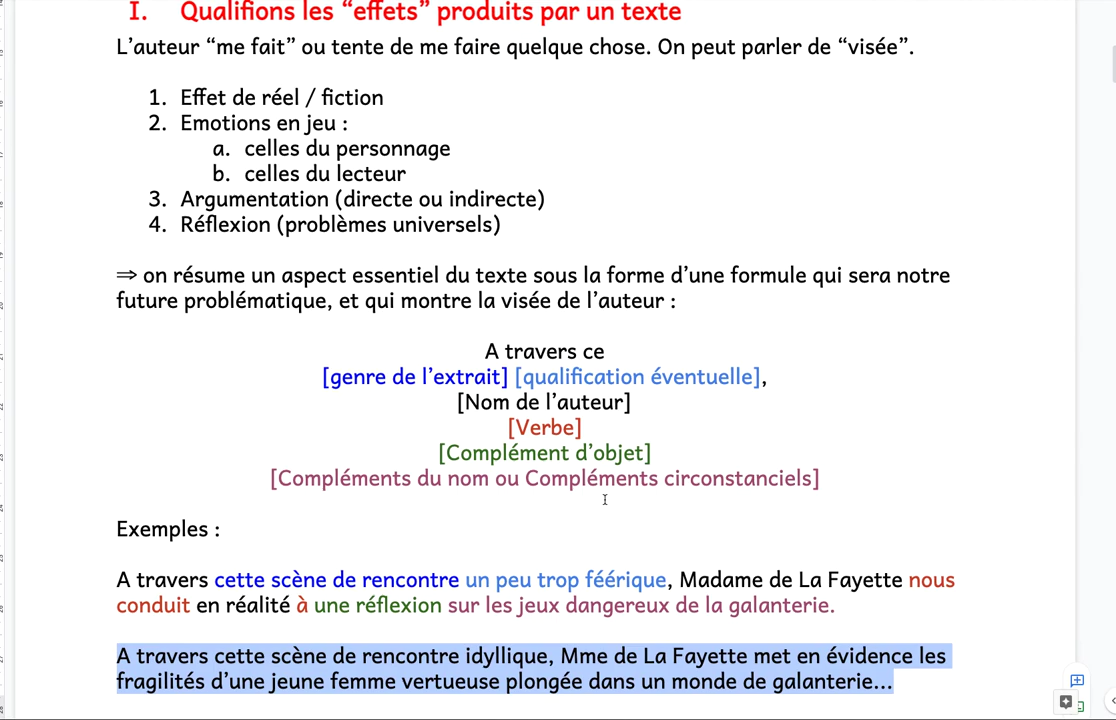 I. Qualifions les “effets” produits par un texte
L’auteur “me fait” ou tente de me faire quelque chose. On peut parler de “visée”.
1. Effet de réel / fiction
2. Emotions en jeu :
a. celles du personnage
b. celles du lecteur
3. Argumentation (directe ou indirecte)
4. Réflexion (problèmes universels)
⇒ on résume un aspect essentiel du texte sous la forme d’une formule qui sera notre
future problématique, et qui montre la visée de l’auteur :
A travers ce
[genre de l’extrait] [qualification éventuelle],
[Nom de l’auteur]
[Verbe]
[Complément d’objet]
[Compléments du nom ou Compléments circonstanciels]
Exemples :
A travers cette scène de rencontre un peu trop féérique, Madame de La Fayette nous
conduit en réalité à une réflexion sur les jeux dangereux de la galanterie.
A travers cette scène de rencontre idyllique, Mme de La Fayette met en évidence les
fragilités d’une jeune femme vertueuse plongée dans un monde de galanterie...